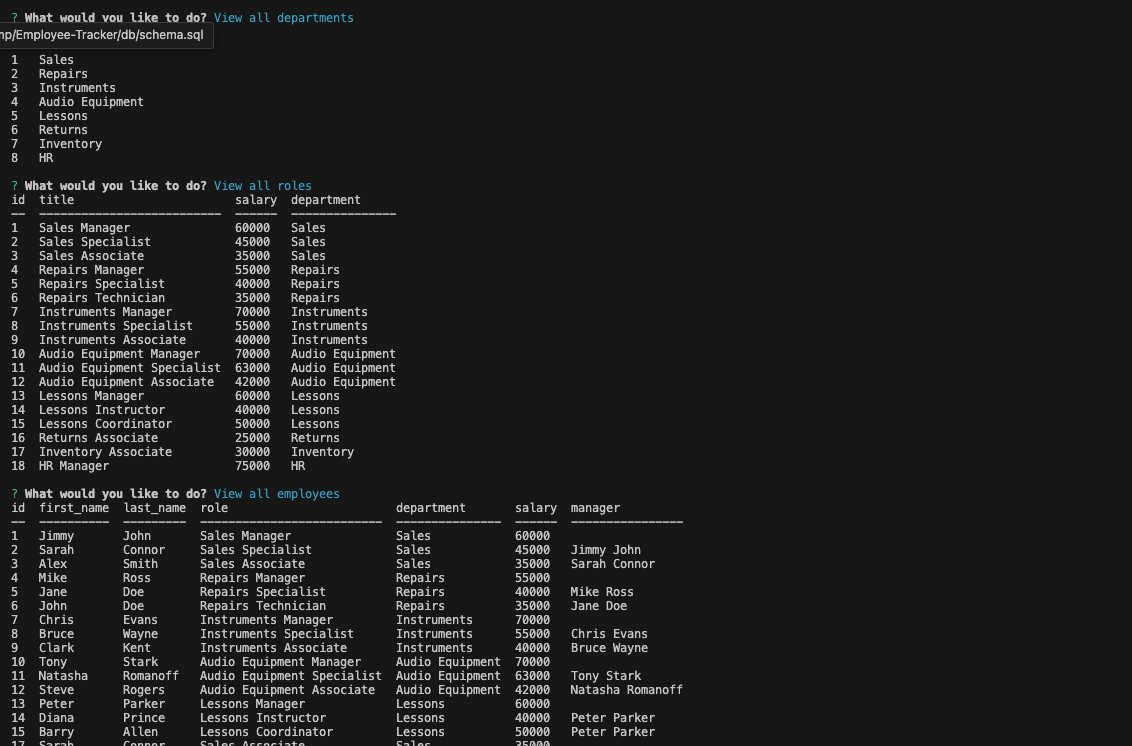 ? What would you like to do? View all departments
mp/Employee-Tracker/db/schema.sql
1 Sales
2 Repairs
3 Instruments
4 Audio Equipment
5 Lessons
6 Returns
7 Inventory
8 HR
? What would you like to do? View all roles
id title salary department
1 Sales Manager 60000 Sales
2 Sales Specialist 45000 Sales
3 Sales Associate 35000 Sales
4 Repairs Manager 55000 Repairs
5 Repairs Specialist 40000 Repairs
6 Repairs Technician 35000 Repairs
7 Instruments Manager 70000 Instruments
8 Instruments Specialist 55000 Instruments
9 Instruments Associate 40000 Instruments
10 Audio Equipment Manager 70000 Audio Equipment
11 Audio Equipment Specialist 63000 Audio Equipment
12 Audio Equipment Associate 42000 Audio Equipment
13 Lessons Manager 60000 Lessons
14 Lessons Instructor 40000 Lessons
15 Lessons Coordinator 50000 Lessons
16 Returns Associate 25000 Returns
17 Inventory Associate 30000 Inventory
18 HR Manager 75000 HR
? What would you like to do? View all employees
id first_name last_name role department salary manager
1 Jimmy John Sales Manager Sales 60000
2 Sarah Connor Sales Specialist Sales 45000 Jimmy John
3 Alex Smith Sales Associate Sales 35000 Sarah Connor
4 Mike Ross Repairs Manager Repairs 55000
5 Jane Doe Repairs Specialist Repairs 40000 Mike Ross
6 John Doe Repairs Technician Repairs 35000 Jane Doe
7 Chris Evans Instruments Manager Instruments 70000
8 Bruce Wayne Instruments Specialist Instruments 55000 Chris Evans
9 Clark Kent Instruments Associate Instruments 40000 Bruce Wayne
10 Tony Stark Audio Equipment Manager Audio Equipment 70000
11 Natasha Romanoff Audio Equipment Specialist Audio Equipment 63000 Tony Stark
12 Steve Rogers Audio Equipment Associate Audio Equipment 42000 Natasha Romanoff
13 Peter Parker Lessons Manager Lessons 60000
14 Diana Prince Lessons Instructor Lessons 40000 Peter Parker
15 Barry Allen Lessons Coordinator Lessons 50000 Peter Parker
17 Sarah Connor Sales Associate Sales 35000